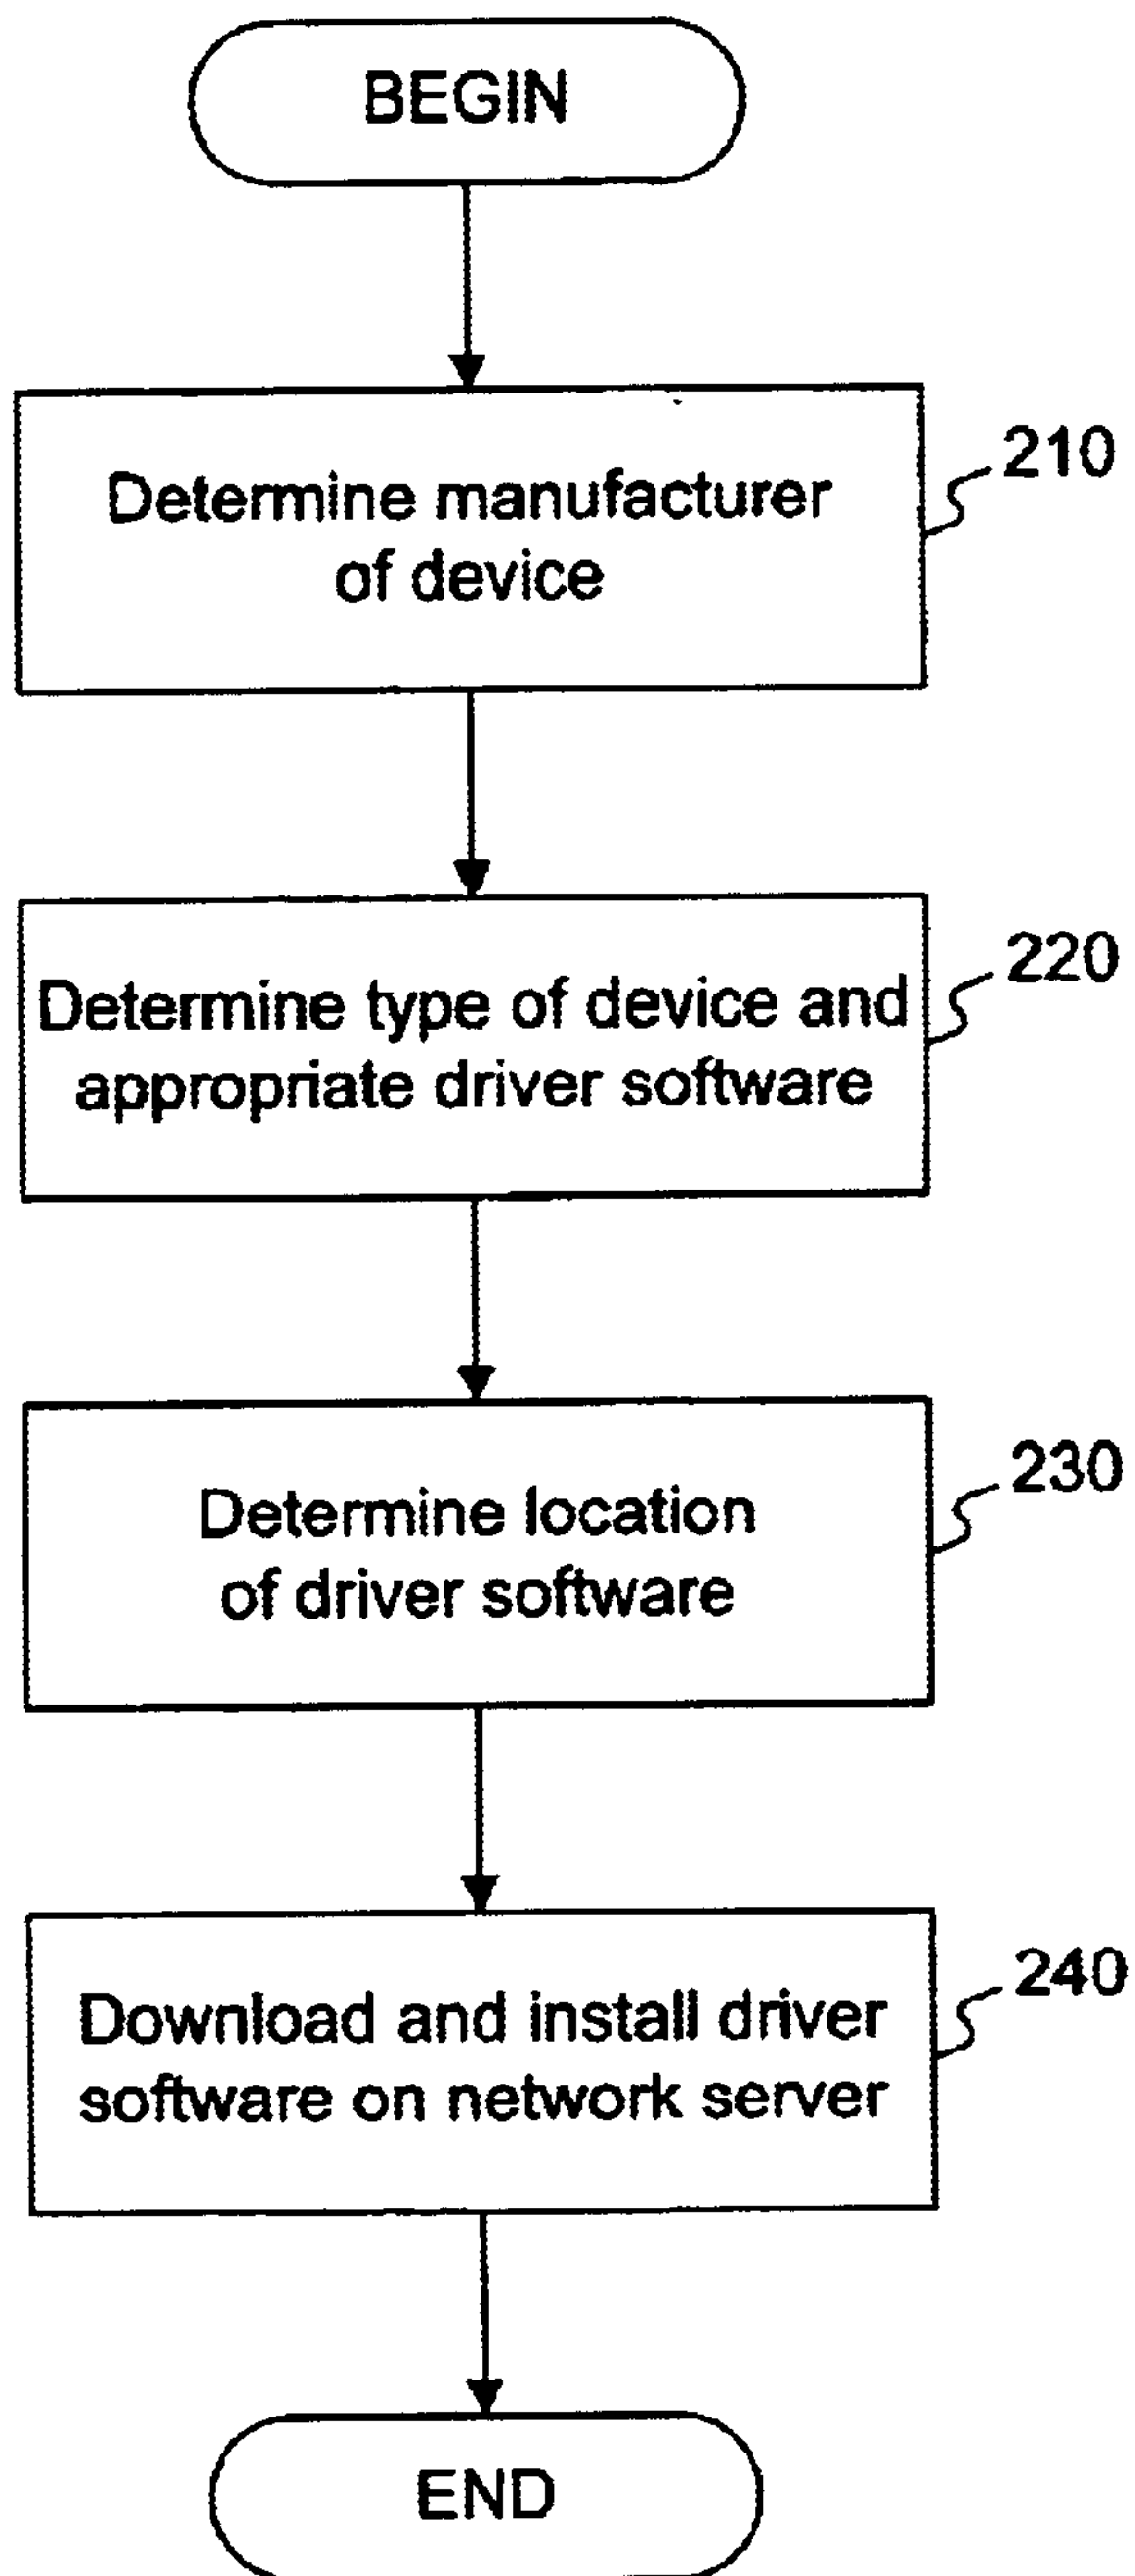 BEGIN
Determine manufacturer
of device
210
Determine type of device and
appropriate driver software
220
Determine location
of driver software
230
Download and install driver
software on network server
240
END